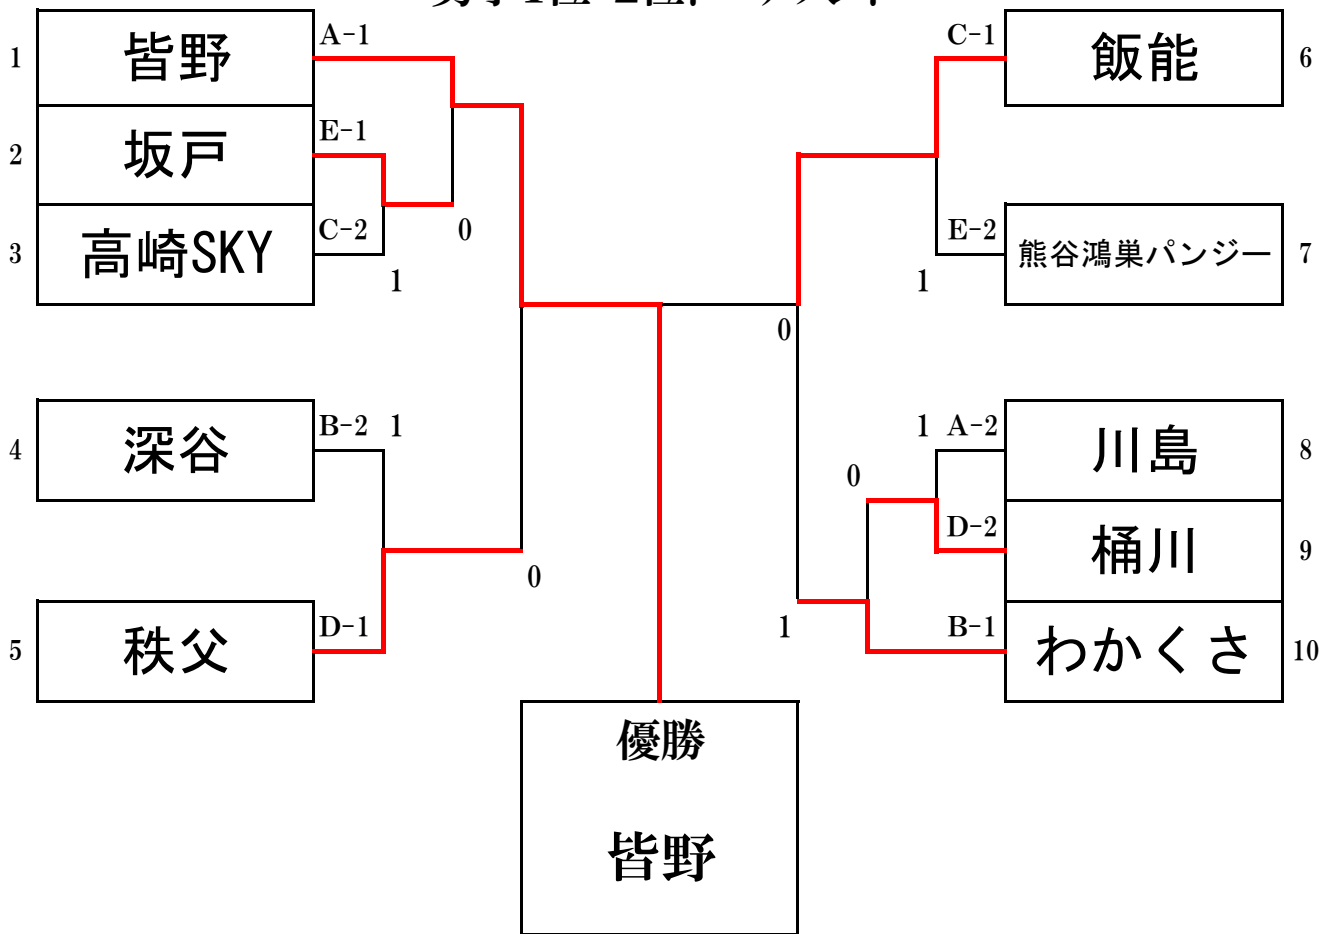 1 皆野 A-1
2 坂戸 E-1
3 高崎SKY C-2
0
1
4 深谷 B-2 1
5 秩父 D-1
0
C-1 飯能 6
E-2 熊谷鴻巣パンジー 7
1
0
1 A-2 川島 8
0
D-2 桶川 9
B-1 わかくさ 10
1
優勝
皆野